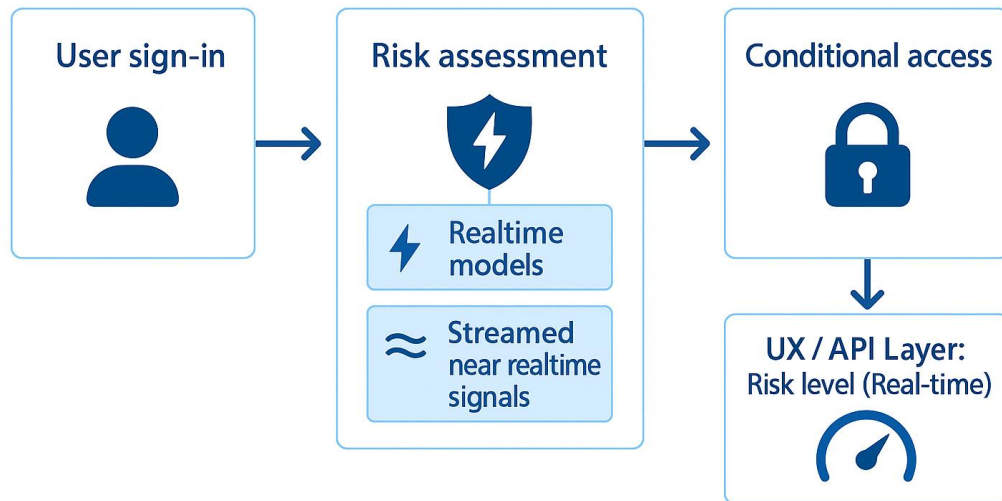 User sign-in
Risk assessment
Realtime
models
Streamed
near realtime
signals
Conditional access
UX / API Layer:
Risk level (Real-time)